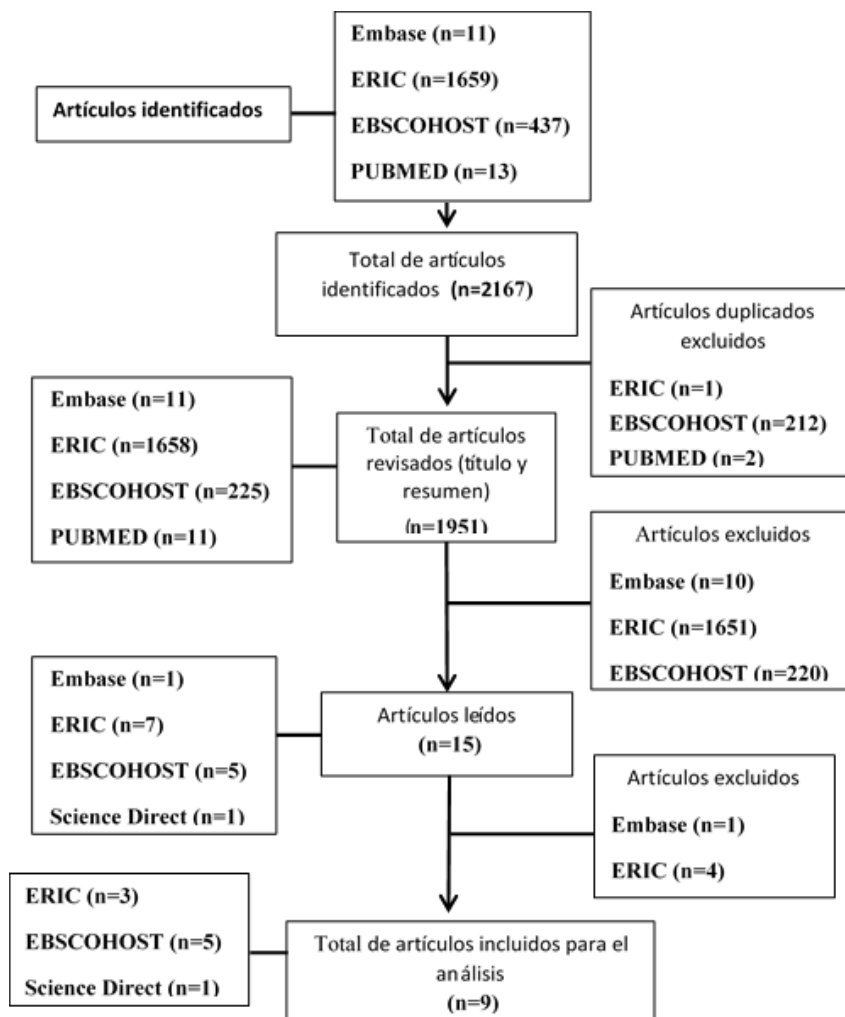 Artículos identificados
Embase (n=11)
ERIC (n=1659)
EBSCOHOST (n=437)
PUBMED (n=13)
Total de artículos
identificados (n=2167)
Artículos duplicados
excluidos
ERIC (n=1)
EBSCOHOST (n=212)
PUBMED (n=2)
Embase (n=11)
ERIC (n=1658)
EBSCOHOST (n=225)
PUBMED (n=11)
Total de artículos
revisados (título y
resumen)
(n=1951)
Artículos excluidos
Embase (n=10)
ERIC (n=1651)
EBSCOHOST (n=220)
Embase (n=1)
ERIC (n=7)
EBSCOHOST (n=5)
Science Direct (n=1)
Artículos leídos
(n=15)
Artículos excluidos
Embase (n=1)
ERIC (n=4)
ERIC (n=3)
EBSCOHOST (n=5)
Science Direct (n=1)
Total de artículos incluidos para el
análisis
(n=9)